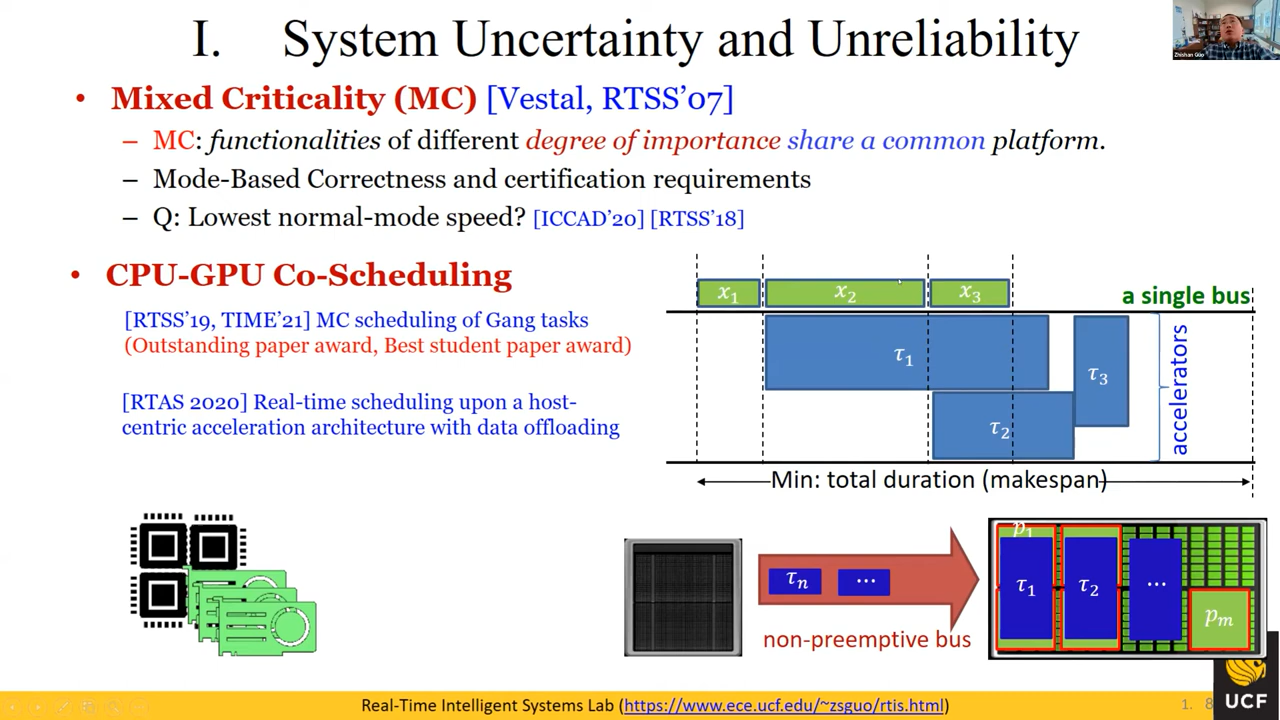 I. System Uncertainty and Unreliability
Zhishan Guo
• Mixed Criticality (MC) [Vestal, RTSS'07]
– MC: functionalities of different degree of importance share a common platform.
– Mode-Based Correctness and certification requirements
– Q: Lowest normal-mode speed? [ICCAD'20] [RTSS'18]
• CPU-GPU Co-Scheduling
[RTSS'19, TIME'21] MC scheduling of Gang tasks
(Outstanding paper award, Best student paper award)
[RTAS 2020] Real-time scheduling upon a host-
centric acceleration architecture with data offloading
x₁ x₂ x₃
a single bus
τ₁
τ₃
τ₂
accelerators
Min: total duration (makespan)
τₙ ...
non-preemptive bus
p₁
τ₁ τ₂ ...
pₘ
UCF
Real-Time Intelligent Systems Lab (https://www.ece.ucf.edu/~zsguo/rtis.html)
1. 8